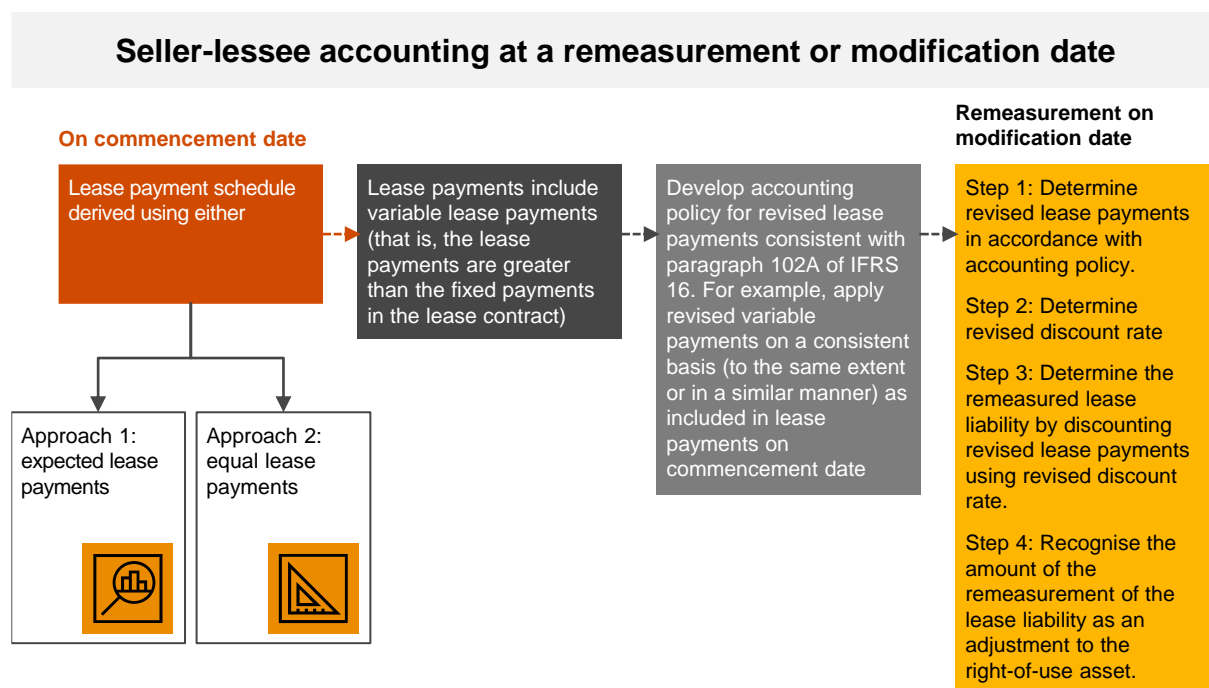 Seller-lessee accounting at a remeasurement or modification date
On commencement date
Lease payment schedule
derived using either
Approach 1:
expected lease
payments
Approach 2:
equal lease
payments
Lease payments include
variable lease payments
(that is, the lease
payments are greater
than the fixed payments
in the lease contract)
Develop accounting
policy for revised lease
payments consistent with
paragraph 102A of IFRS
16. For example, apply
revised variable
payments on a consistent
basis (to the same extent
or in a similar manner) as
included in lease
payments on
commencement date
Remeasurement on
modification date
Step 1: Determine
revised lease payments
in accordance with
accounting policy.
Step 2: Determine
revised discount rate
Step 3: Determine the
remeasured lease
liability by discounting
revised lease payments
using revised discount
rate.
Step 4: Recognise the
amount of the
remeasurement of the
lease liability as an
adjustment to the
right-of-use asset.